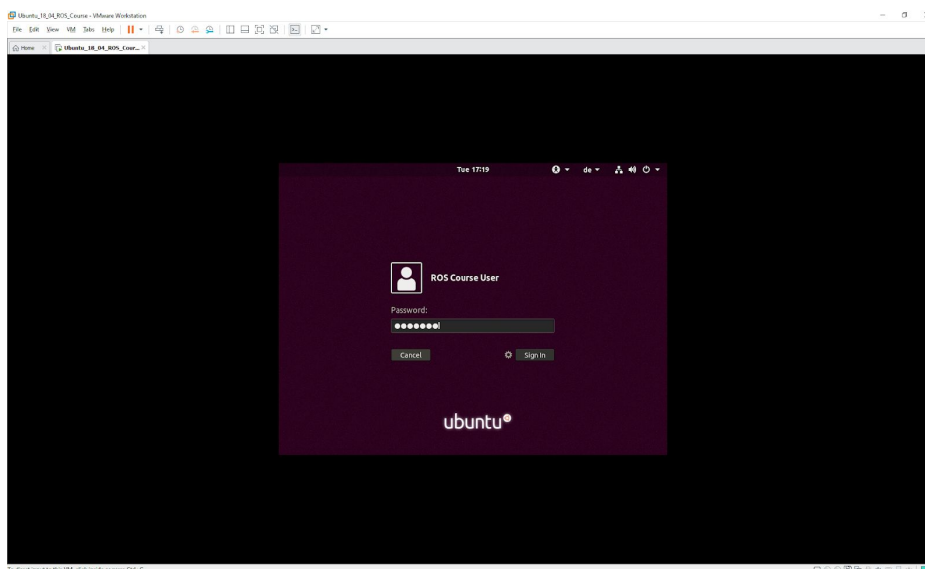 Ubuntu_18_04_ROS_Course - VMware Workstation
File Edit View VM Tabs Help
Home Ubuntu_18_04_ROS_Cour...
Tue 17:19 de
ROS Course User
Password:
Cancel Sign In
ubuntu